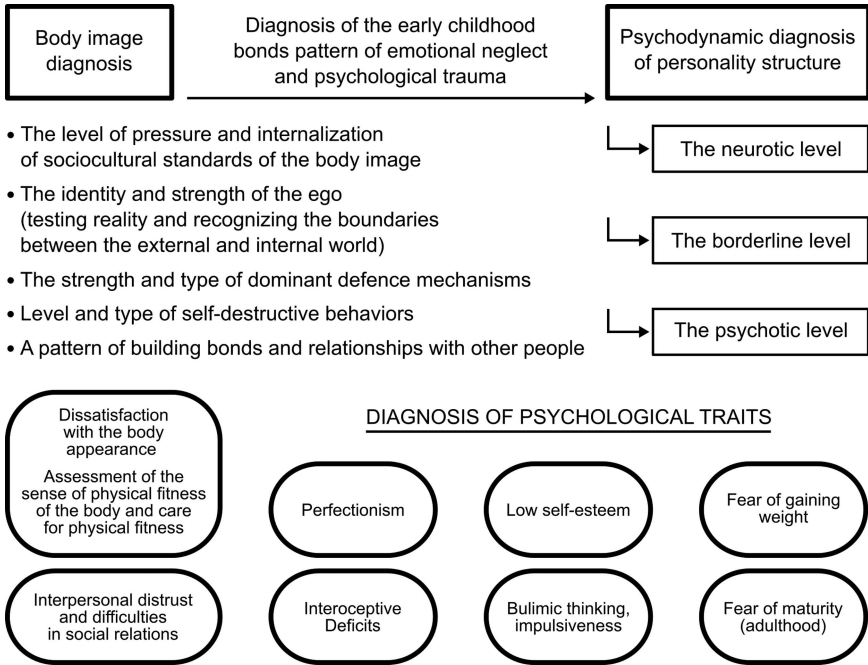 Body image
diagnosis
Diagnosis of the early childhood
bonds pattern of emotional neglect
and psychological trauma
Psychodynamic diagnosis
of personality structure
• The level of pressure and internalization
of sociocultural standards of the body image
• The identity and strength of the ego
(testing reality and recognizing the boundaries
between the external and internal world)
• The strength and type of dominant defence mechanisms
• Level and type of self-destructive behaviors
• A pattern of building bonds and relationships with other people
The neurotic level
The borderline level
The psychotic level
Dissatisfaction
with the body
appearance
Assessment of the
sense of physical fitness
of the body and care
for physical fitness
DIAGNOSIS OF PSYCHOLOGICAL TRAITS
Perfectionism
Low self-esteem
Fear of gaining
weight
Interpersonal distrust
and difficulties
in social relations
Interoceptive
Deficits
Bulimic thinking,
impulsiveness
Fear of maturity
(adulthood)